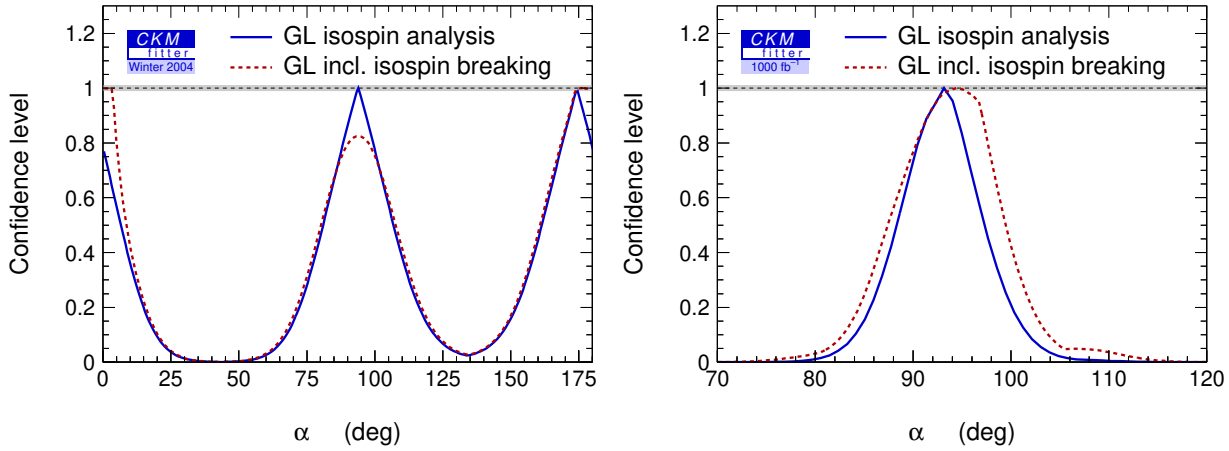 CKM
fitter
Winter 2004
GL isospin analysis
GL incl. isospin breaking
Confidence level
1.2
1
0.8
0.6
0.4
0.2
0
0 25 50 75 100 125 150 175
α (deg)
CKM
fitter
1000 fb⁻¹
GL isospin analysis
GL incl. isospin breaking
Confidence level
1.2
1
0.8
0.6
0.4
0.2
0
70 80 90 100 110 120
α (deg)